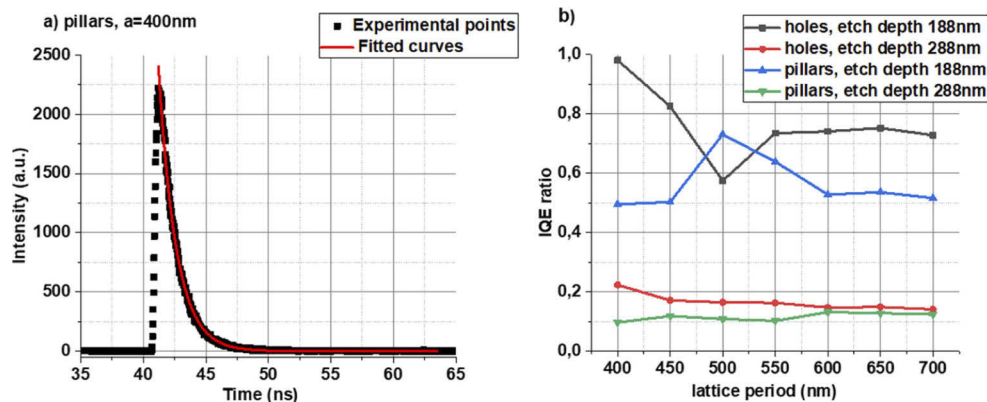 a) pillars, a=400nm
Experimental points
Fitted curves
2500
2000
1500
1000
500
0
35 40 45 50 55 60 65
Time (ns)
Intensity (a.u.)
b)
holes, etch depth 188nm
holes, etch depth 288nm
pillars, etch depth 188nm
pillars, etch depth 288nm
1,0
0,8
0,6
0,4
0,2
0,0
400 450 500 550 600 650 700
lattice period (nm)
IQE ratio